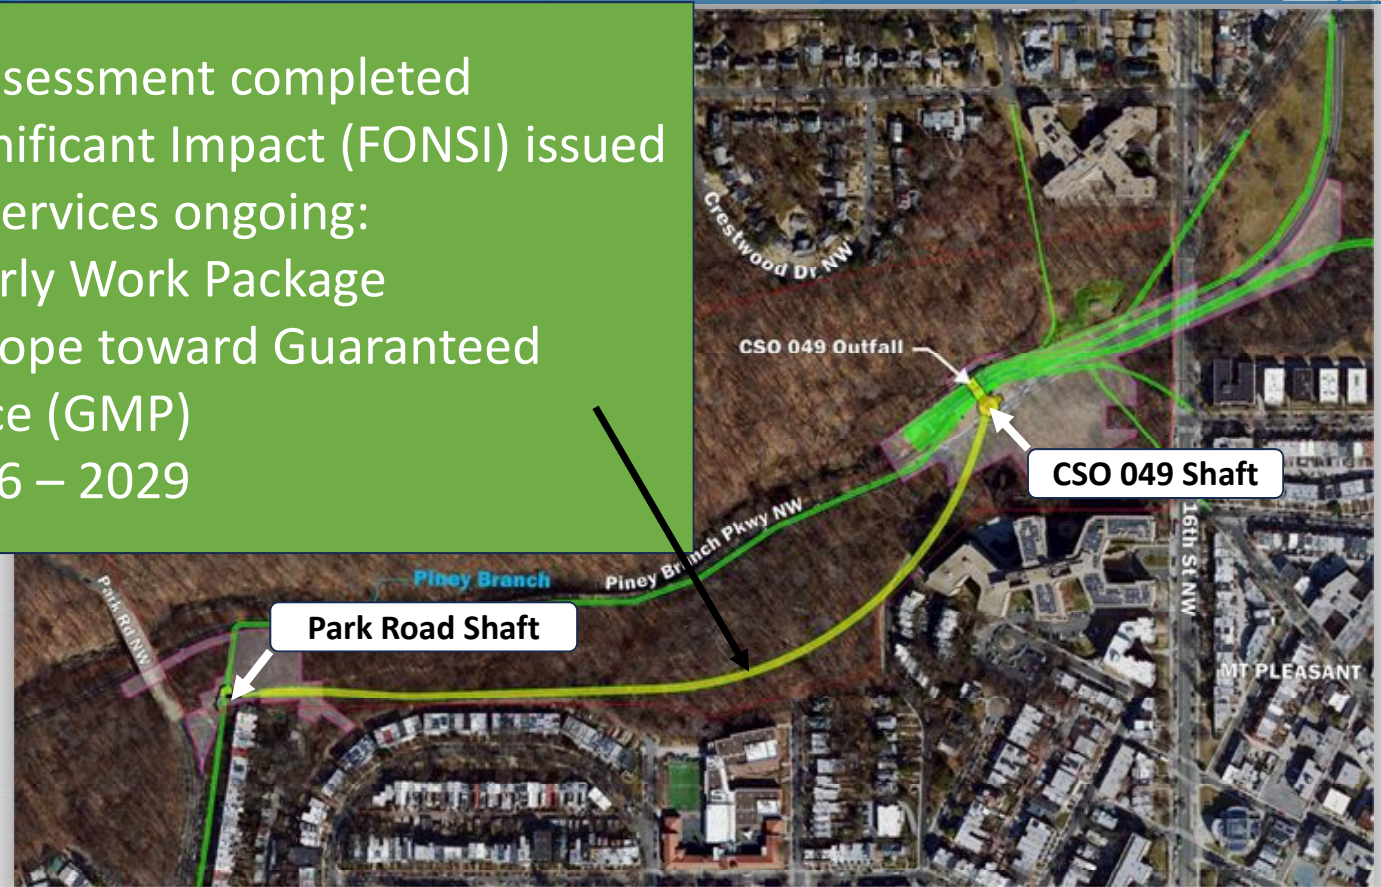 sessment completed
nificant Impact (FONSI) issued
ervices ongoing:
rly Work Package
ope toward Guaranteed
ce (GMP)
6 – 2029
Crestwood Dr NW
CSO 049 Outfall
CSO 049 Shaft
16th St NW
Piney Branch Pkwy NW
Piney Branch
Park Rd NW
Park Road Shaft
MT PLEASANT